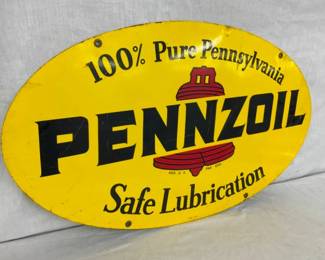 100% Pure Pennsylvania
PENNZOIL
Safe Lubrication